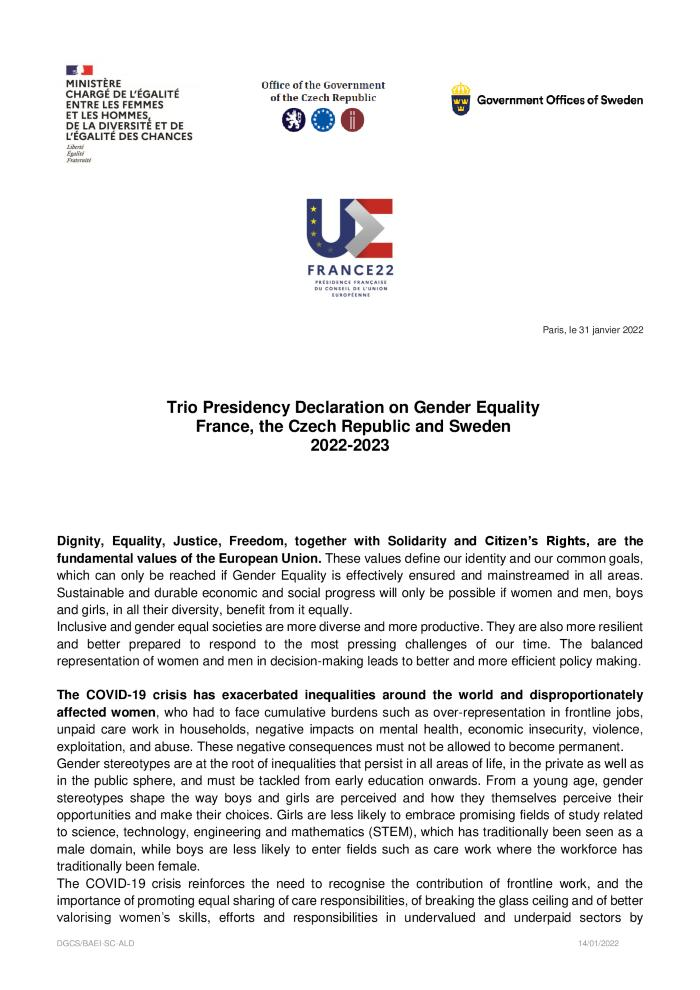 MINISTÈRE
CHARGÉ DE L'ÉGALITÉ
ENTRE LES FEMMES
ET LES HOMMES,
DE LA DIVERSITÉ ET DE
L'ÉGALITÉ DES CHANCES
Liberté
Égalité
Fraternité
Office of the Government
of the Czech Republic
Government Offices of Sweden
UE
FRANCE22
PRÉSIDENCE FRANÇAISE
DU CONSEIL DE L'UNION
EUROPÉENNE
Paris, le 31 janvier 2022
Trio Presidency Declaration on Gender Equality
France, the Czech Republic and Sweden
2022-2023
Dignity, Equality, Justice, Freedom, together with Solidarity and Citizen's Rights, are the
fundamental values of the European Union. These values define our identity and our common goals,
which can only be reached if Gender Equality is effectively ensured and mainstreamed in all areas.
Sustainable and durable economic and social progress will only be possible if women and men, boys
and girls, in all their diversity, benefit from it equally.
Inclusive and gender equal societies are more diverse and more productive. They are also more resilient
and better prepared to respond to the most pressing challenges of our time. The balanced
representation of women and men in decision-making leads to better and more efficient policy making.
The COVID-19 crisis has exacerbated inequalities around the world and disproportionately
affected women, who had to face cumulative burdens such as over-representation in frontline jobs,
unpaid care work in households, negative impacts on mental health, economic insecurity, violence,
exploitation, and abuse. These negative consequences must not be allowed to become permanent.
Gender stereotypes are at the root of inequalities that persist in all areas of life, in the private as well as
in the public sphere, and must be tackled from early education onwards. From a young age, gender
stereotypes shape the way boys and girls are perceived and how they themselves perceive their
opportunities and make their choices. Girls are less likely to embrace promising fields of study related
to science, technology, engineering and mathematics (STEM), which has traditionally been seen as a
male domain, while boys are less likely to enter fields such as care work where the workforce has
traditionally been female.
The COVID-19 crisis reinforces the need to recognise the contribution of frontline work, and the
importance of promoting equal sharing of care responsibilities, of breaking the glass ceiling and of better
valorising women's skills, efforts and responsibilities in undervalued and underpaid sectors by
DGCS/BAEI-SC-ALD
14/01/2022